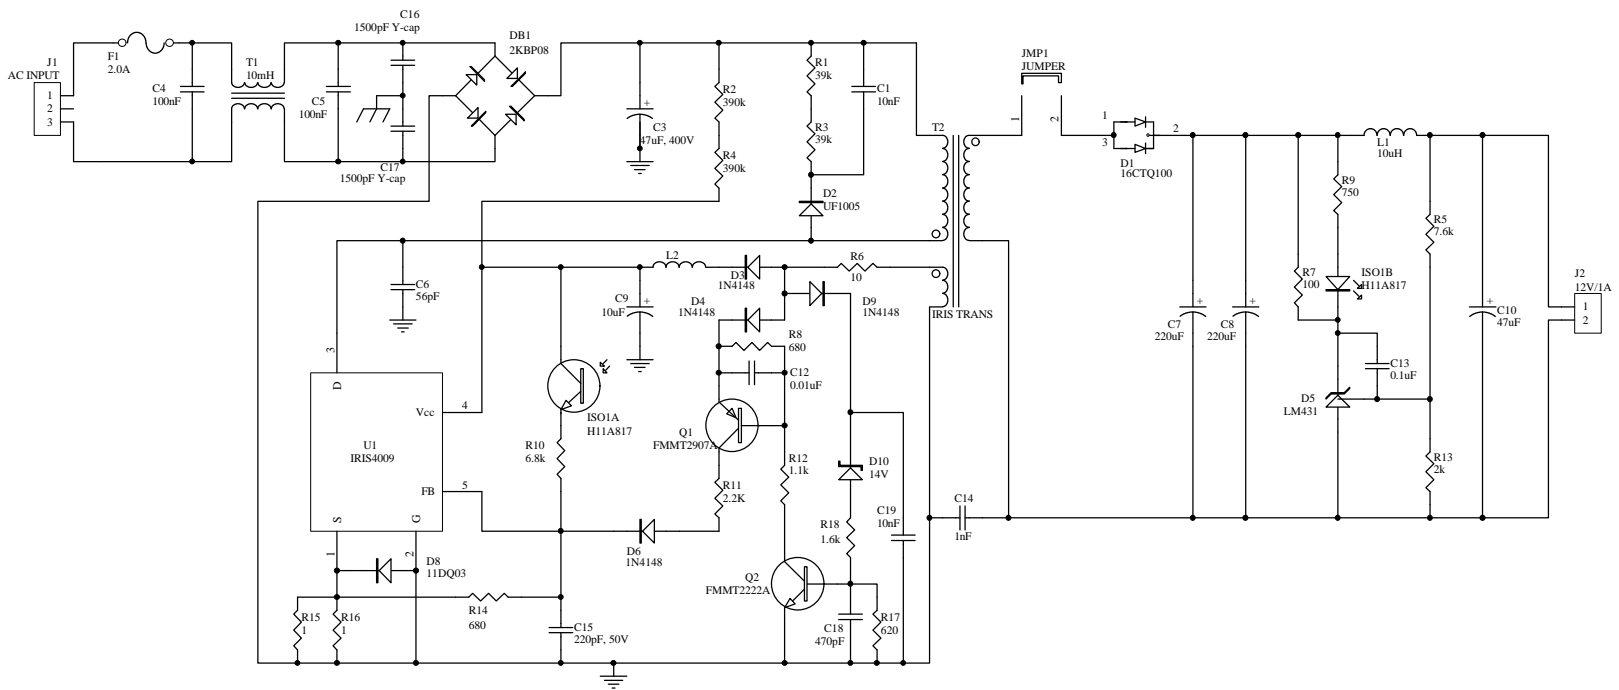 C16
1500pF Y-cap
DB1
2KBP08
F1
2.0A
J1
AC INPUT
1
2
3
C4
100nF
T1
10mH
C5
100nF
C17
1500pF Y-cap
C3
47uF, 400V
R2
390k
R4
390k
R1
39k
R3
39k
C1
10nF
D2
UF1005
T2
IRIS TRANS
JMP1
JUMPER
1
2
1
3
2
D1
16CTQ100
L1
10uH
R9
750
R5
7.6k
R7
100
ISO1B
H11A817
C7
220uF
C8
220uF
C10
47uF
J2
12V/1A
1
2
C13
0.1uF
D5
LM431
R13
2k
C6
56pF
L2
D3
1N4148
R6
10
C9
10uF
D4
1N4148
D9
1N4148
R8
680
C12
0.01uF
3
D
Vcc
4
U1
IRIS4009
FB
5
S
G
1
2
ISO1A
H11A817
R10
6.8k
Q1
FMMT2907A
R11
2.2K
R12
1.1k
D10
14V
C19
10nF
R18
1.6k
C14
1nF
D6
1N4148
D8
11DQ03
Q2
FMMT2222A
R15
1
R16
1
R14
680
C15
220pF, 50V
C18
470pF
R17
620